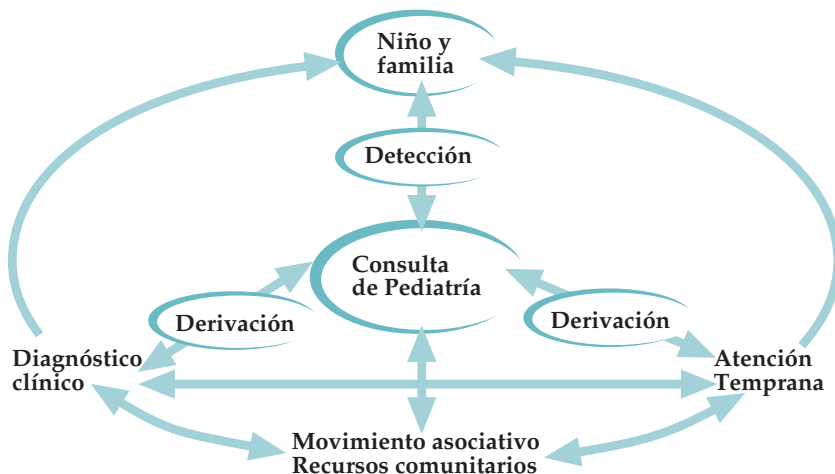 Niño y
familia
Detección
Consulta
de Pediatría
Derivación
Derivación
Diagnóstico
clínico
Atención
Temprana
Movimiento asociativo
Recursos comunitarios